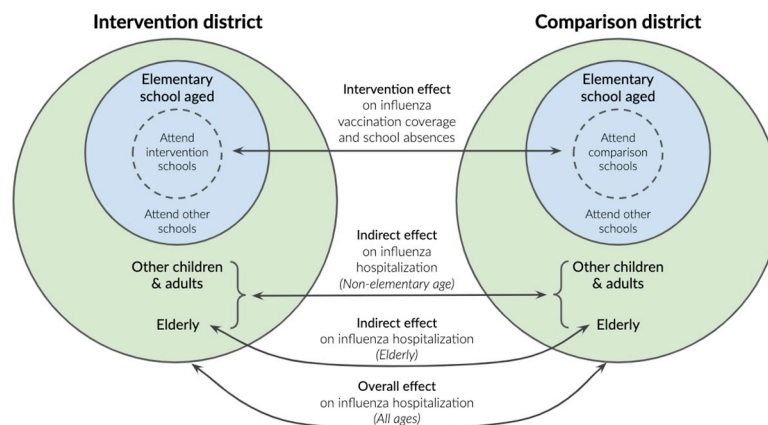 Intervention district
Comparison district
Elementary
school aged
Attend
intervention
schools
Attend other
schools
Other children
& adults
Elderly
Intervention effect
on influenza
vaccination coverage
and school absences
Indirect effect
on influenza
hospitalization
(Non-elementary age)
Indirect effect
on influenza hospitalization
(Elderly)
Overall effect
on influenza hospitalization
(All ages)
Elementary
school aged
Attend
comparison
schools
Attend other
schools
Other children
& adults
Elderly